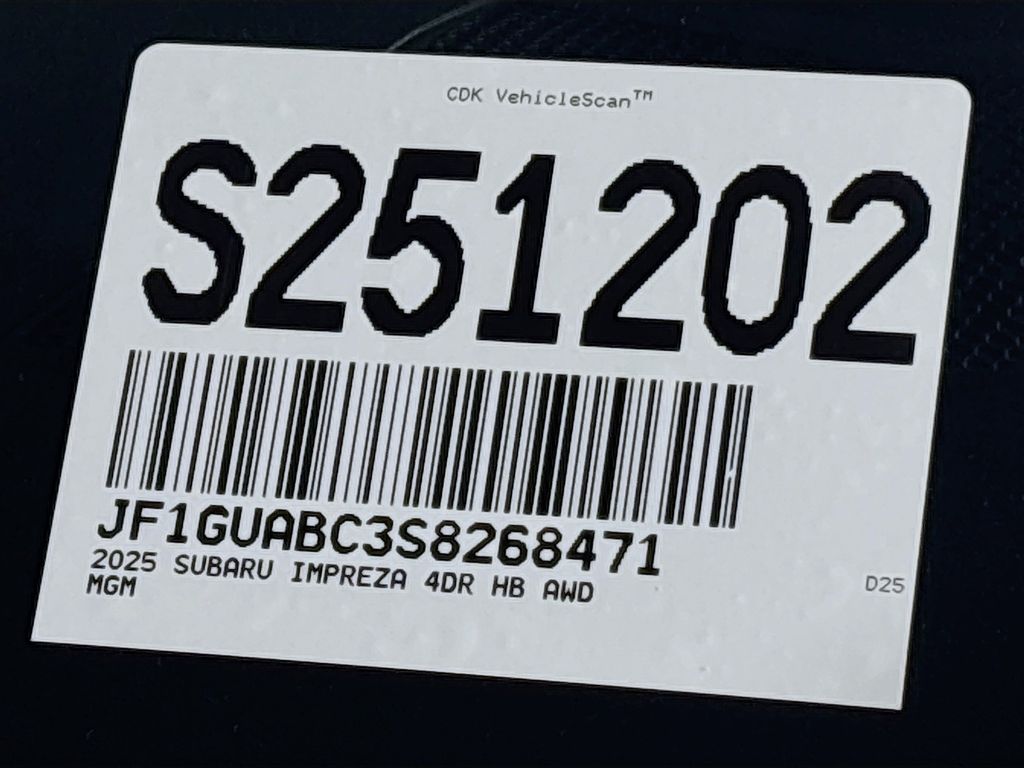 CDK VehicleScan™
S251202
JF1GUABC3S8268471
2025 SUBARU IMPREZA 4DR HB AWD
MGM
D25